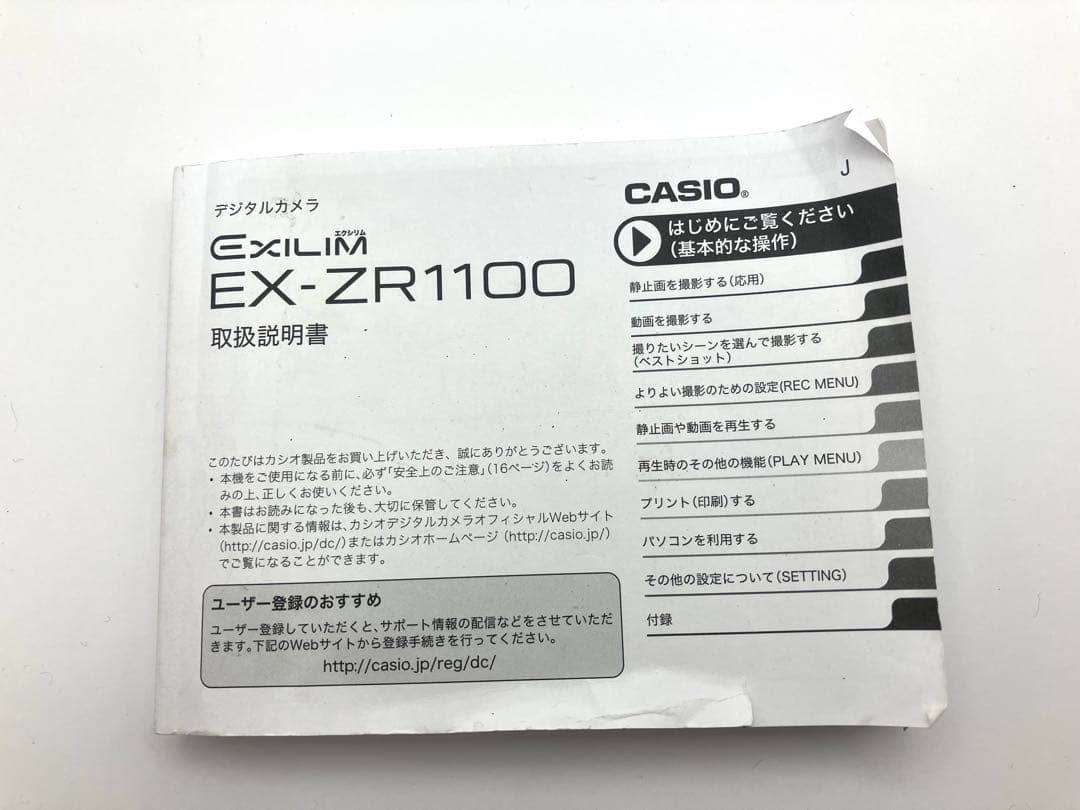 デジタルカメラ
エクシリム
EXILIM
EX-ZR1100
取扱説明書
このたびはカシオ製品をお買い上げいただき、誠にありがとうございます。
・本機をご使用になる前に、必ず「安全上のご注意」(16ページ)をよくお読
みの上、正しくお使いください。
・本書はお読みになった後も、大切に保管してください。
・本製品に関する情報は、カシオデジタルカメラオフィシャルWebサイト
(http://casio.jp/dc/)またはカシオホームページ (http://casio.jp/)
でご覧になることができます。
ユーザー登録のおすすめ
ユーザー登録していただくと、サポート情報の配信などをさせていただ
きます。下記のWebサイトから登録手続きを行ってください。
http://casio.jp/reg/dc/
J
CASIO®
はじめにご覧ください
(基本的な操作)
静止画を撮影する(応用)
動画を撮影する
撮りたいシーンを選んで撮影する
(ベストショット)
よりよい撮影のための設定(REC MENU)
静止画や動画を再生する
再生時のその他の機能(PLAY MENU)
プリント(印刷)する
パソコンを利用する
その他の設定について(SETTING)
付録